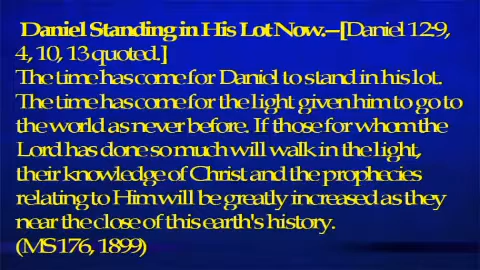 Daniel Standing in His Lot Now.--[Daniel 12:9,
4, 10, 13 quoted.]
The time has come for Daniel to stand in his lot.
The time has come for the light given him to go to
the world as never before. If those for whom the
Lord has done so much will walk in the light,
their knowledge of Christ and the prophecies
relating to Him will be greatly increased as they
near the close of this earth's history.
(MS 176, 1899)